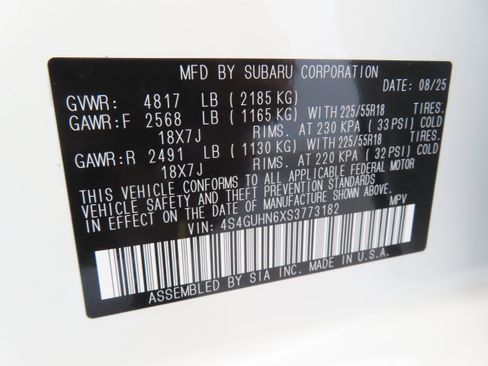 MFD BY SUBARU CORPORATION
DATE: 08/25
GVWR: 4817 LB (2185 KG)
GAWR:F 2568 LB (1165 KG) WITH 225/55R18 TIRES.
18X7J RIMS. AT 230 KPA (33 PSI) COLD
GAWR:R 2491 LB (1130 KG) WITH 225/55R18 TIRES.
18X7J RIMS. AT 220 KPA (32 PSI) COLD
THIS VEHICLE CONFORMS TO ALL APPLICABLE FEDERAL MOTOR
VEHICLE SAFETY AND THEFT PREVENTION STANDARDS IN
EFFECT ON THE DATE OF MANUFACTURE SHOWN ABOVE.
VIN: 4S4GUHN6XS3773182 MPV
ASSEMBLED BY SIA INC. MADE IN U.S.A.